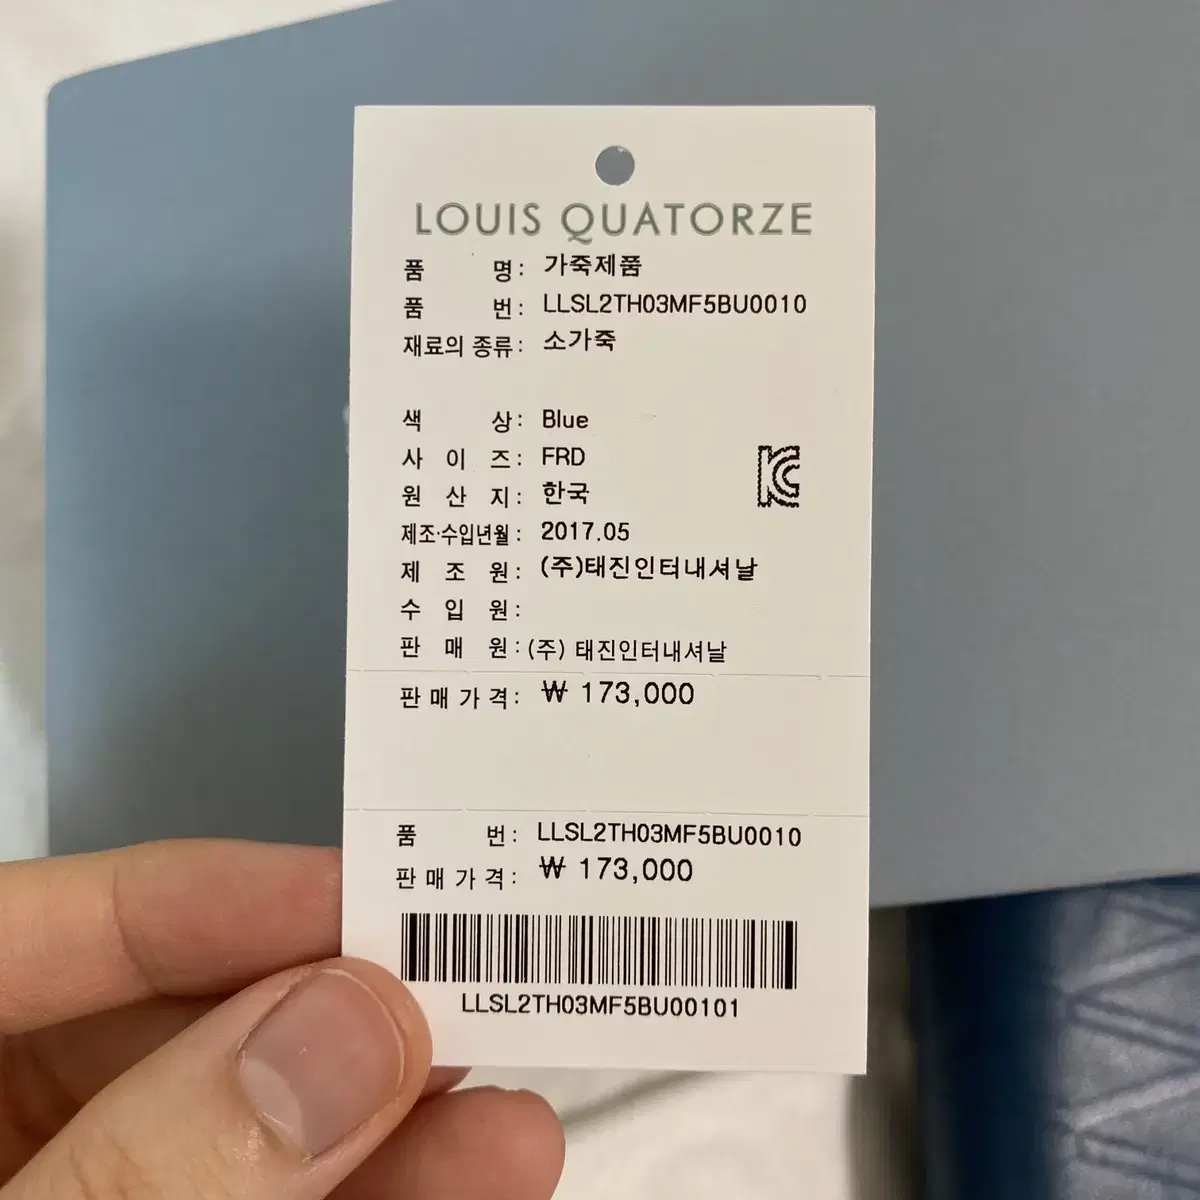 LOUIS QUATORZE
품 명: 가죽제품
품 번: LLSL2TH03MF5BU0010
재료의 종류: 소가죽
색 상: Blue
사 이 즈: FRD
원 산 지: 한국
제조·수입년월: 2017.05
제 조 원: (주)태진인터내셔날
수 입 원:
판 매 원: (주) 태진인터내셔날
판 매 가 격: ₩ 173,000
품 번: LLSL2TH03MF5BU0010
판 매 가 격: ₩ 173,000
LLSL2TH03MF5BU00101